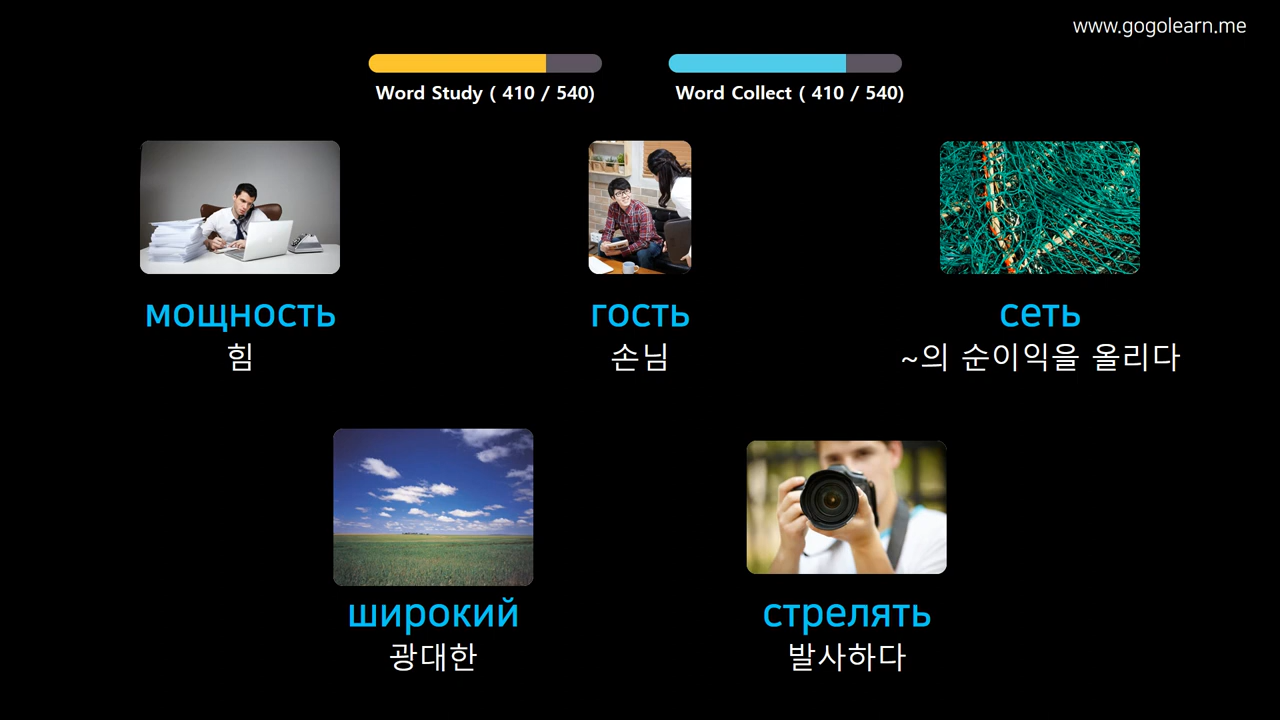 www.gogolearn.me
Word Study ( 410 / 540)
Word Collect ( 410 / 540)
мощность
힘
гость
손님
сеть
~의 순이익을 올리다
широкий
광대한
стрелять
발사하다